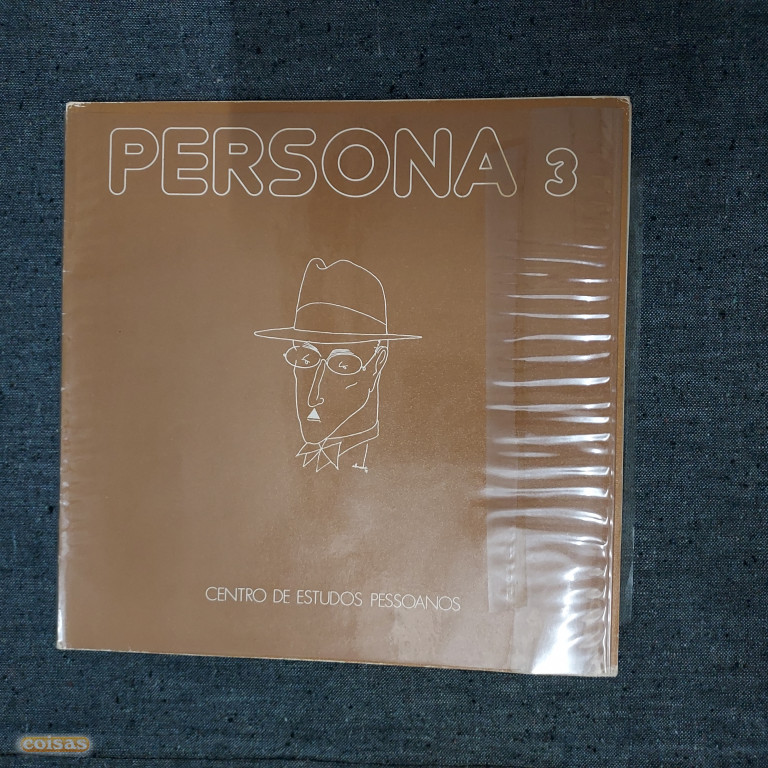 PERSONA 3
CENTRO DE ESTUDOS PESSOANOS
coisas